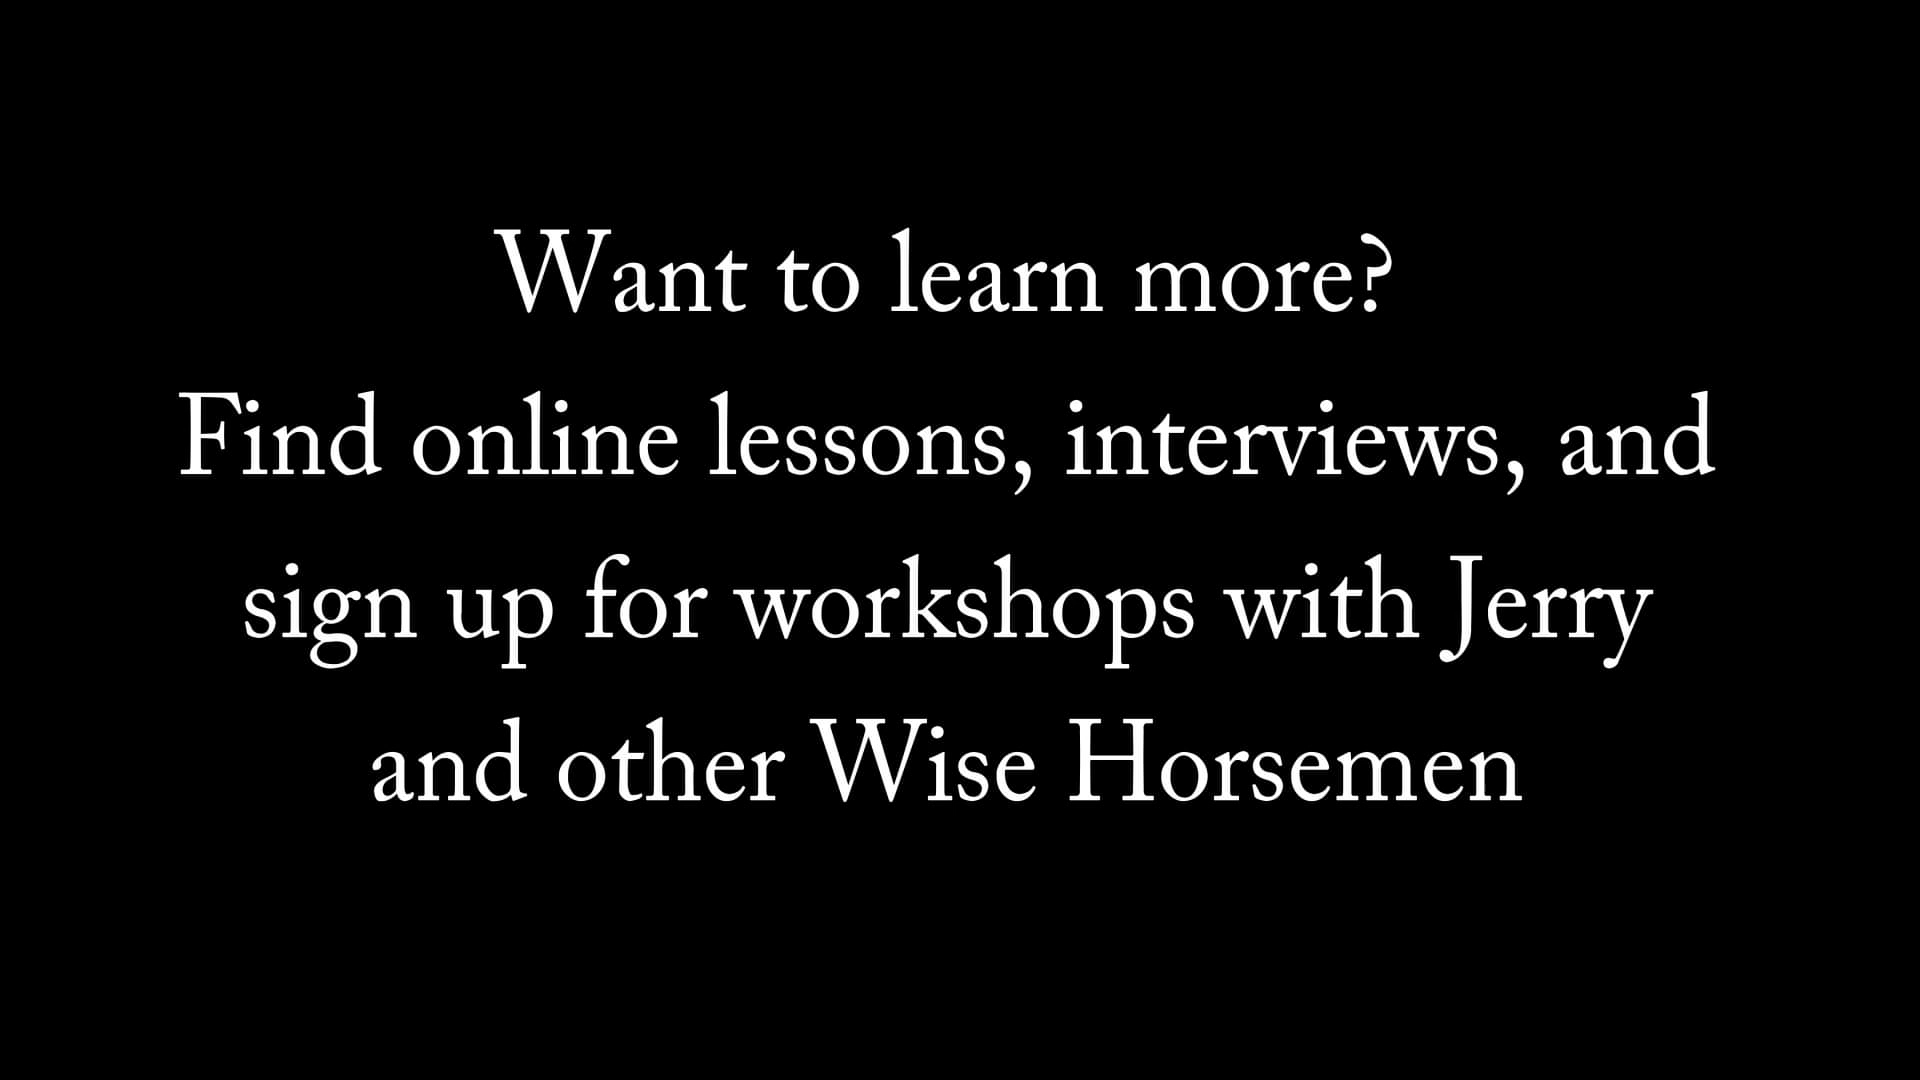 Want to learn more?
Find online lessons, interviews, and
sign up for workshops with Jerry
and other Wise Horsemen